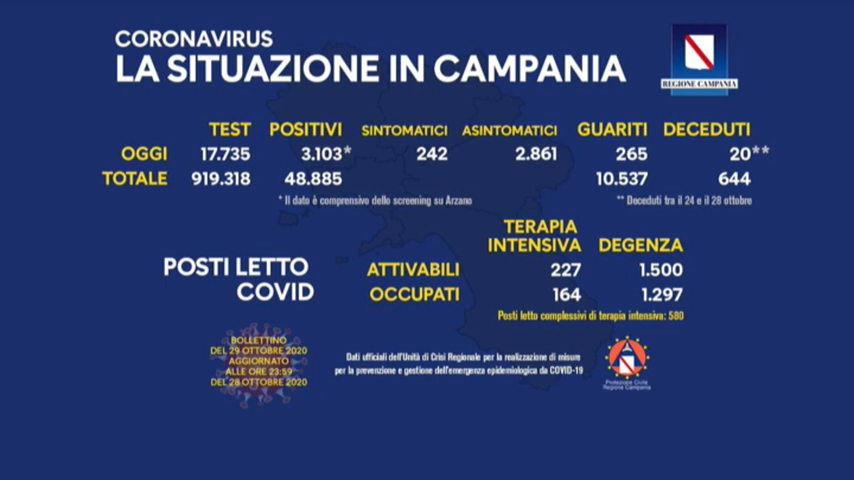 CORONAVIRUS
LA SITUAZIONE IN CAMPANIA
REGIONE CAMPANIA
TEST POSITIVI SINTOMATICI ASINTOMATICI GUARITI DECEDUTI
OGGI 17.735 3.103* 242 2.861 265 20**
TOTALE 919.318 48.885 10.537 644
* Il dato è comprensivo dello screening su Arzano ** Deceduti tra il 24 e il 28 ottobre
TERAPIA
INTENSIVA DEGENZA
POSTI LETTO
COVID
ATTIVABILI 227 1.500
OCCUPATI 164 1.297
Posti letto complessivi di terapia intensiva: 580
BOLLETTINO
DEL 29 OTTOBRE 2020
AGGIORNATO
ALLE ORE 23:59
DEL 28 OTTOBRE 2020
Dati ufficiali dell'Unità di Crisi Regionale per la realizzazione di misure
per la prevenzione e gestione dell'emergenza epidemiologica da COVID-19
Protezione Civile
Regione Campania